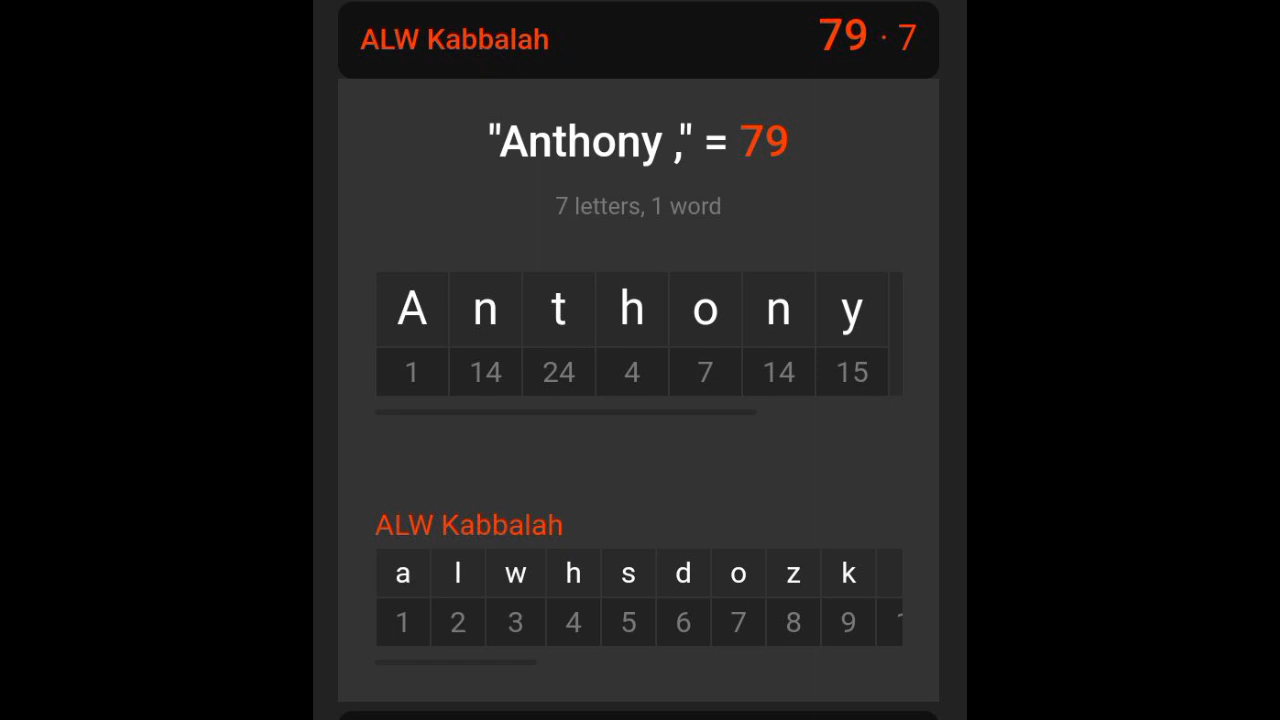 ALW Kabbalah 79 · 7
"Anthony ," = 79
7 letters, 1 word
A n t h o n y
1 14 24 4 7 14 15
ALW Kabbalah
a l w h s d o z k
1 2 3 4 5 6 7 8 9